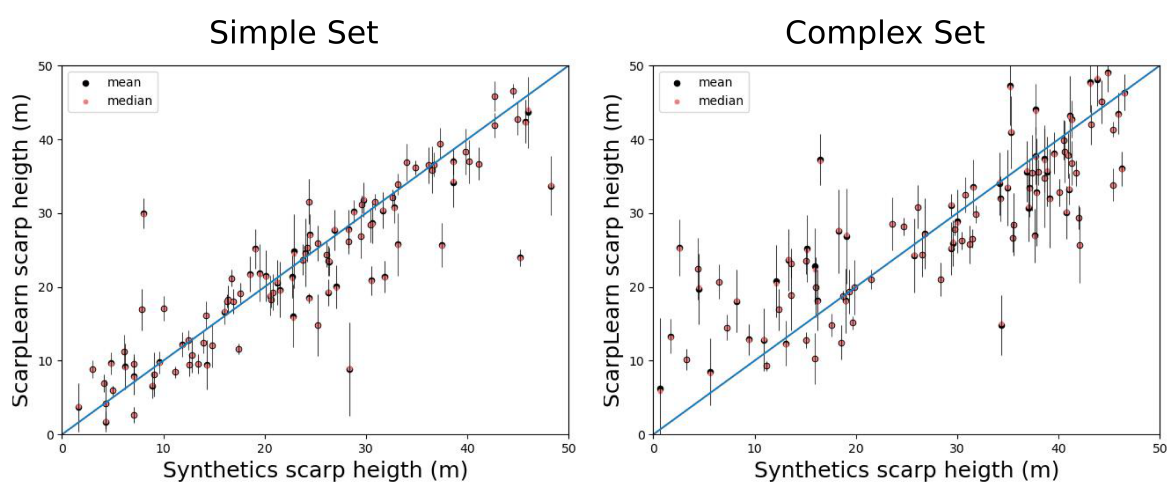 Simple Set
Complex Set
mean
median
mean
median
ScarpLearn scarp heigth (m)
ScarpLearn scarp heigth (m)
50
40
30
20
10
0
50
40
30
20
10
0
0 10 20 30 40 50
0 10 20 30 40 50
Synthetics scarp heigth (m)
Synthetics scarp heigth (m)